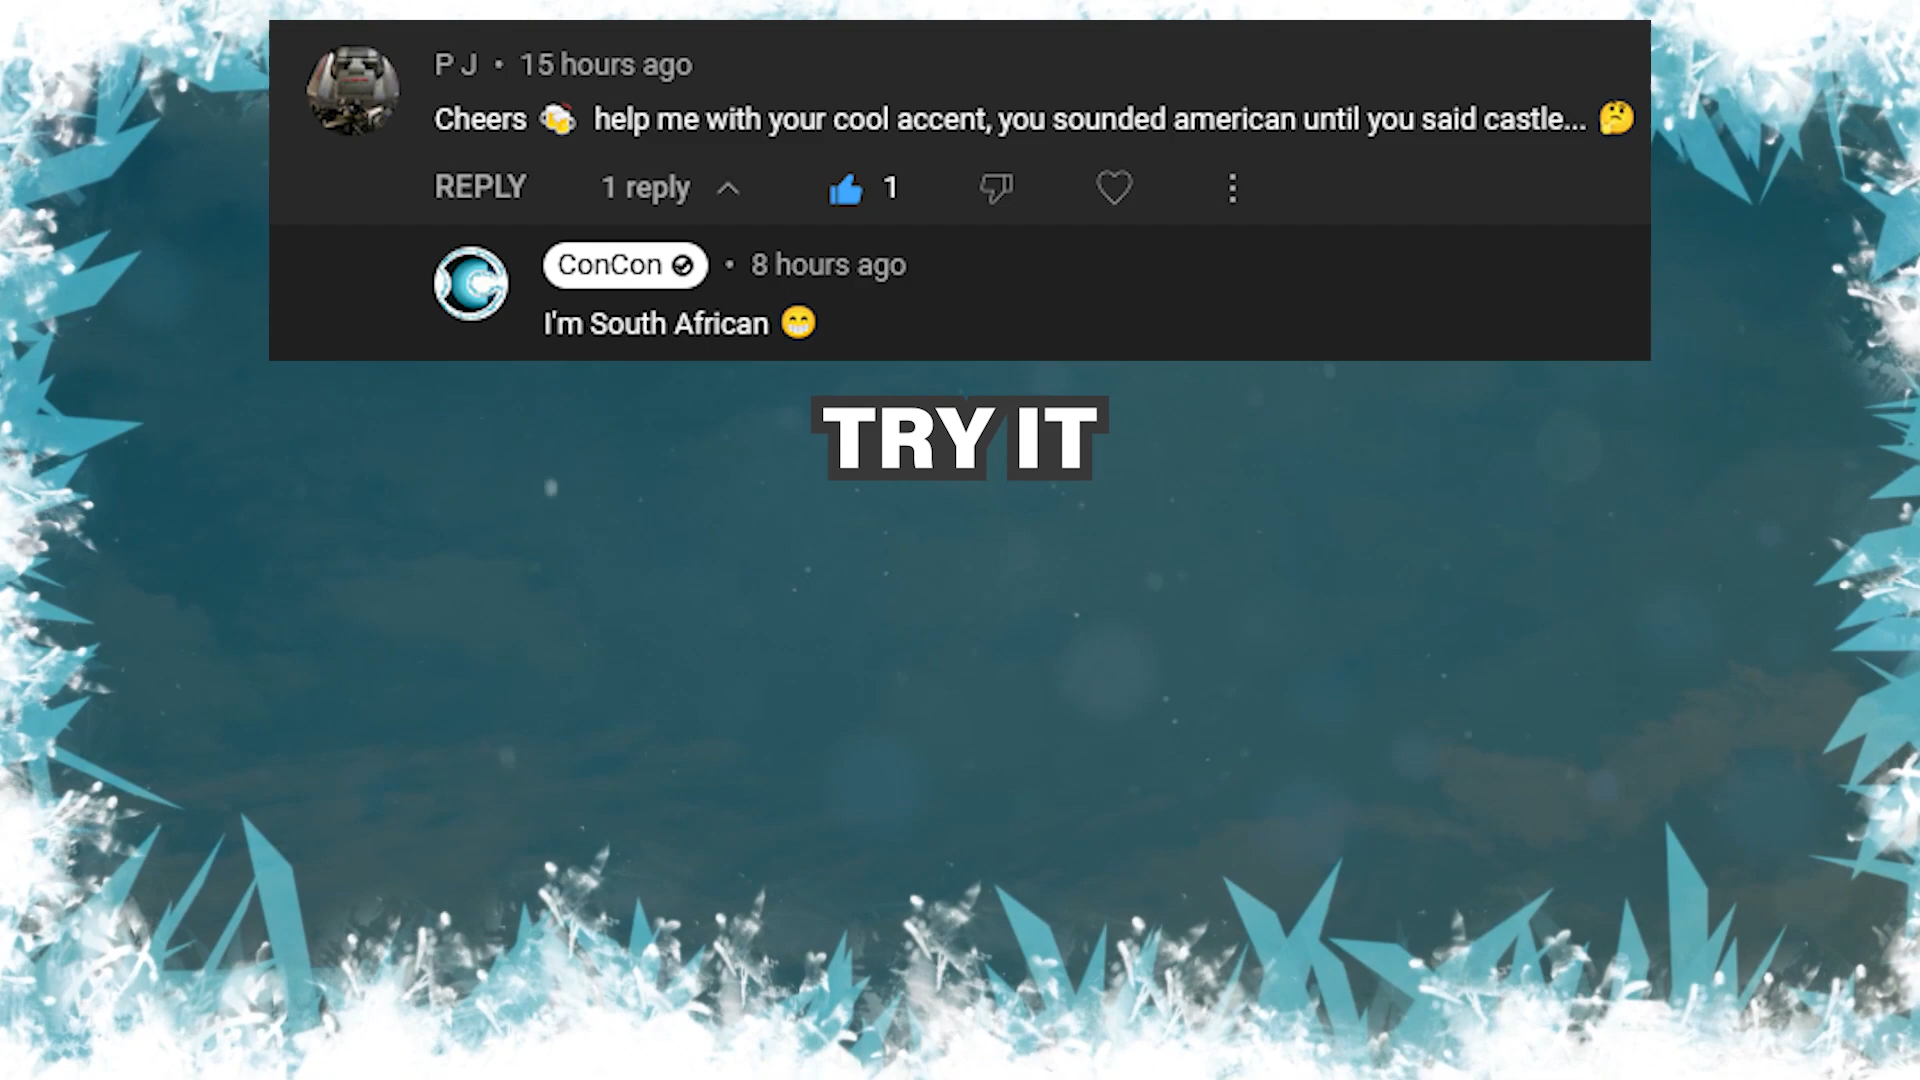 P J • 15 hours ago
Cheers 🍻 help me with your cool accent, you sounded american until you said castle... 🤔
REPLY 1 reply 1
ConCon • 8 hours ago
I'm South African 😁
TRY IT